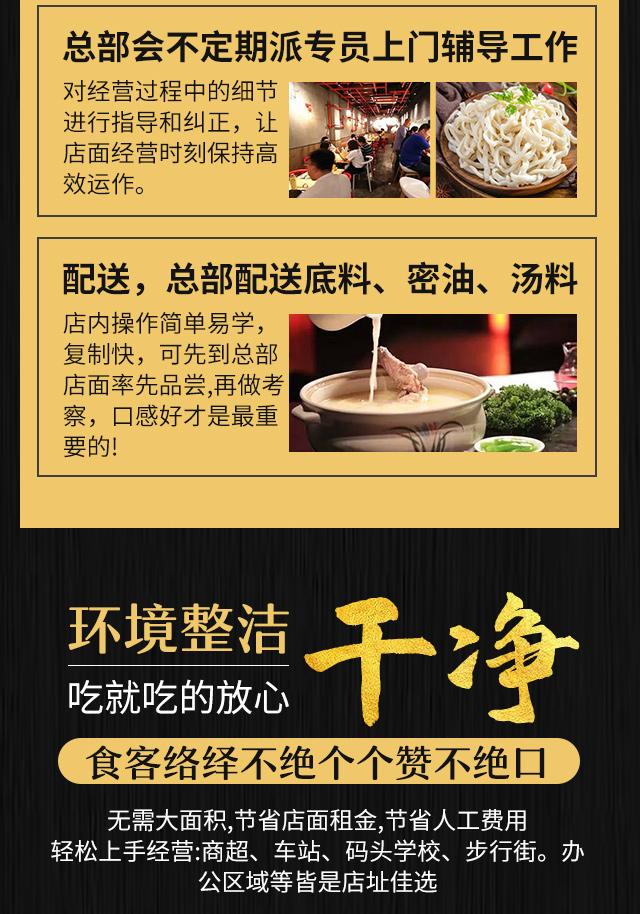 总部会不定期派专员上门辅导工作
对经营过程中的细节
进行指导和纠正，让
店面经营时刻保持高
效运作。
配送，总部配送底料、密油、汤料
店内操作简单易学，
复制快，可先到总部
店面率先品尝,再做考
察，口感好才是最重
要的!
环境整洁
吃就吃的放心
干净
食客络绎不绝个个赞不绝口
无需大面积,节省店面租金,节省人工费用
轻松上手经营:商超、车站、码头学校、步行街。办
公区域等皆是店址佳选